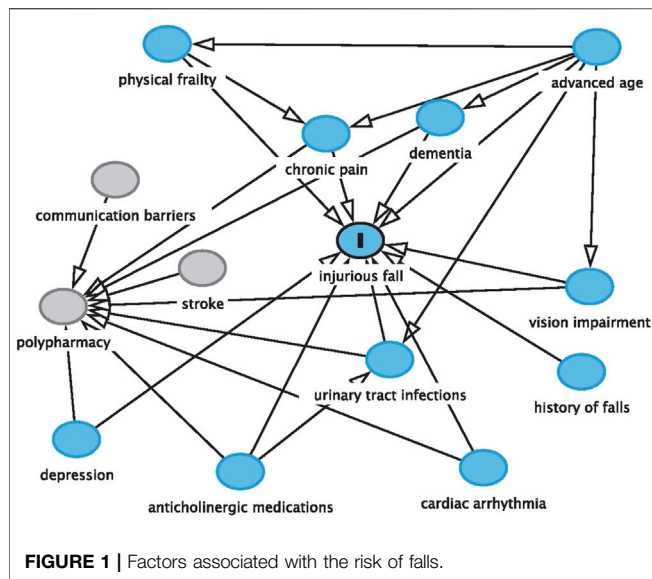 physical frailty
advanced age
chronic pain
dementia
communication barriers
I
injurious fall
stroke
vision impairment
polypharmacy
urinary tract infections
history of falls
depression
anticholinergic medications
cardiac arrhythmia
FIGURE 1 | Factors associated with the risk of falls.